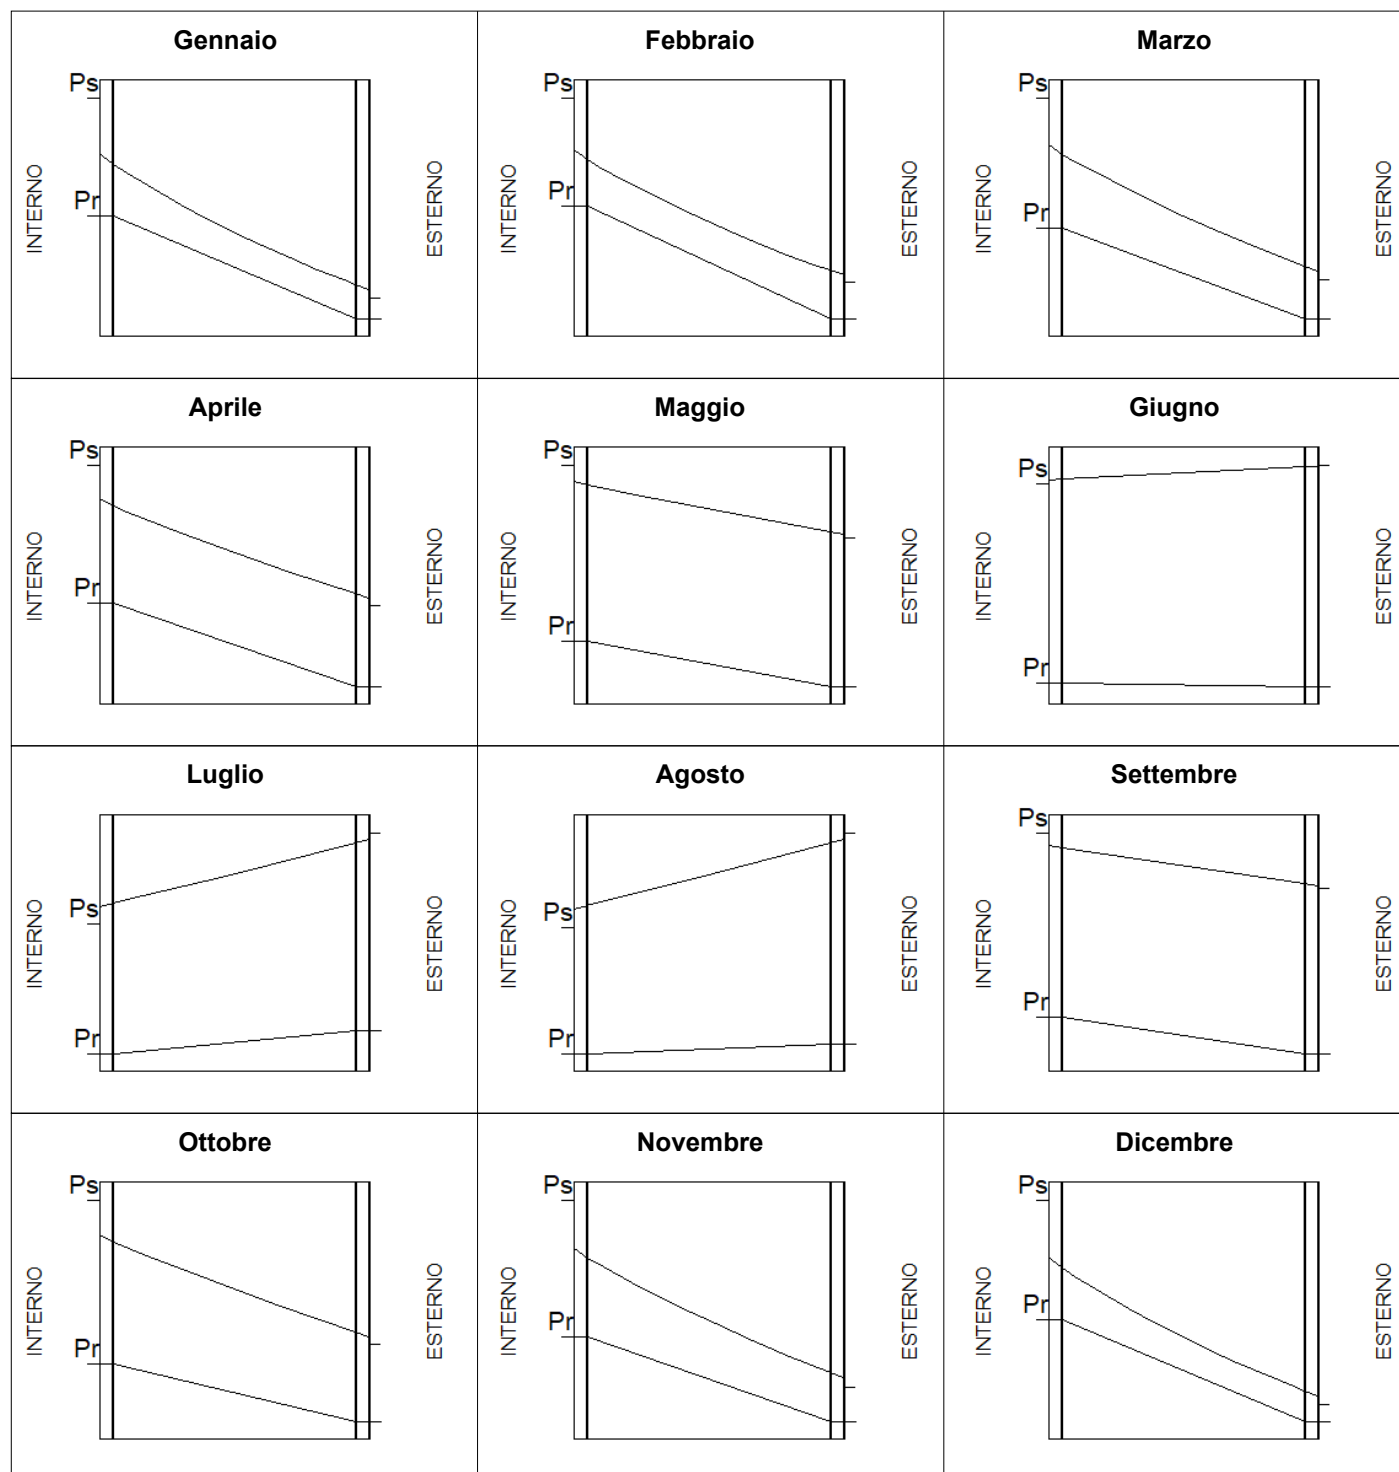 Gennaio
Ps
Pr
INTERNO
ESTERNO
Febbraio
Ps
Pr
INTERNO
ESTERNO
Marzo
Ps
Pr
INTERNO
ESTERNO
Aprile
Ps
Pr
INTERNO
ESTERNO
Maggio
Ps
Pr
INTERNO
ESTERNO
Giugno
Ps
Pr
INTERNO
ESTERNO
Luglio
Ps
Pr
INTERNO
ESTERNO
Agosto
Ps
Pr
INTERNO
ESTERNO
Settembre
Ps
Pr
INTERNO
ESTERNO
Ottobre
Ps
Pr
INTERNO
ESTERNO
Novembre
Ps
Pr
INTERNO
ESTERNO
Dicembre
Ps
Pr
INTERNO
ESTERNO